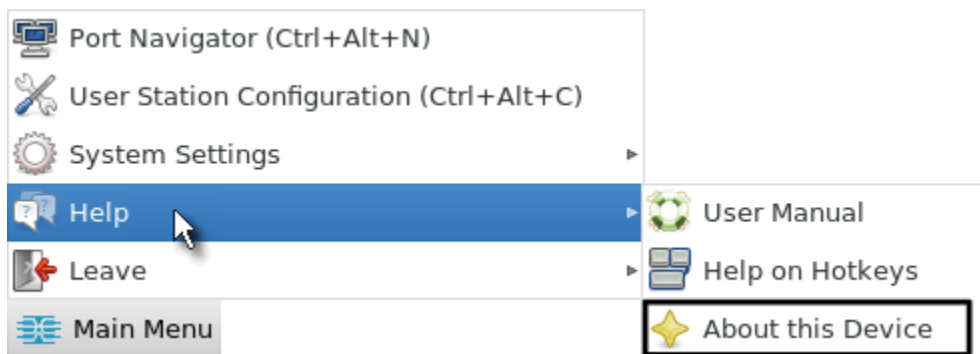 Port Navigator (Ctrl+Alt+N)
User Station Configuration (Ctrl+Alt+C)
System Settings
Help
Leave
Main Menu
User Manual
Help on Hotkeys
About this Device